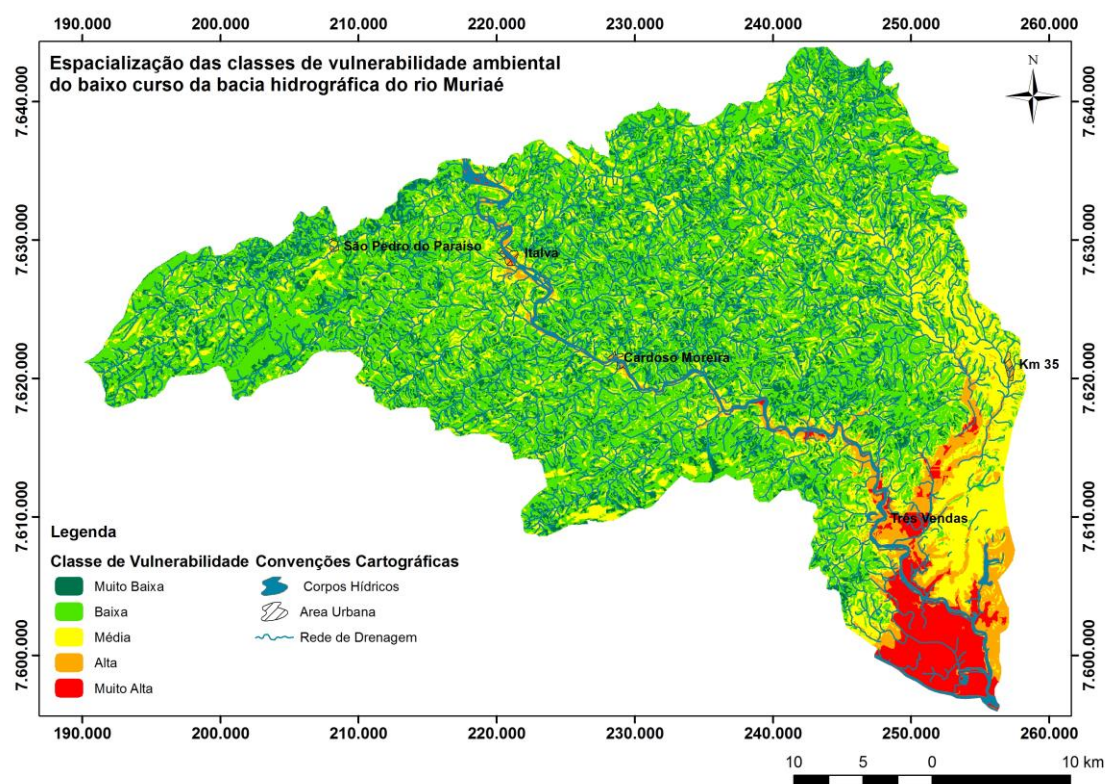 190.000 200.000 210.000 220.000 230.000 240.000 250.000 260.000
Espacialização das classes de vulnerabilidade ambiental
do baixo curso da bacia hidrográfica do rio Muriaé
N
7.640.000 7.640.000
7.630.000 7.630.000
São Pedro do Paraiso
Italva
Cardoso Moreira
Km 35
7.620.000 7.620.000
7.610.000 7.610.000
Três Vendas
Legenda
Classe de Vulnerabilidade Convenções Cartográficas
Muito Baixa Corpos Hídricos
Baixa Area Urbana
Média Rede de Drenagem
Alta
Muito Alta
7.600.000 7.600.000
190.000 200.000 210.000 220.000 230.000 240.000 250.000 260.000
10 5 0 10 km